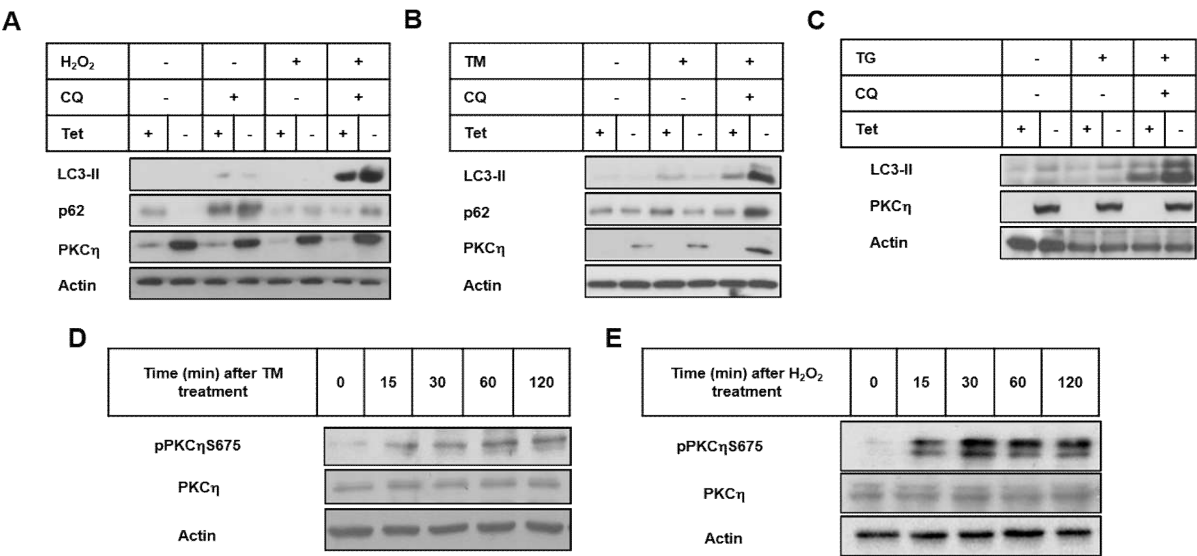 A
H₂O₂ - - + +
CQ - + - +
Tet + - + - + - + -
LC3-II
p62
PKCη
Actin
B
TM - + +
CQ - - +
Tet + - + - + -
LC3-II
p62
PKCη
Actin
C
TG - + +
CQ - - +
Tet + - + - + -
LC3-II
PKCη
Actin
D
Time (min) after TM
treatment
0 15 30 60 120
pPKCηS675
PKCη
Actin
E
Time (min) after H₂O₂
treatment
0 15 30 60 120
pPKCηS675
PKCη
Actin